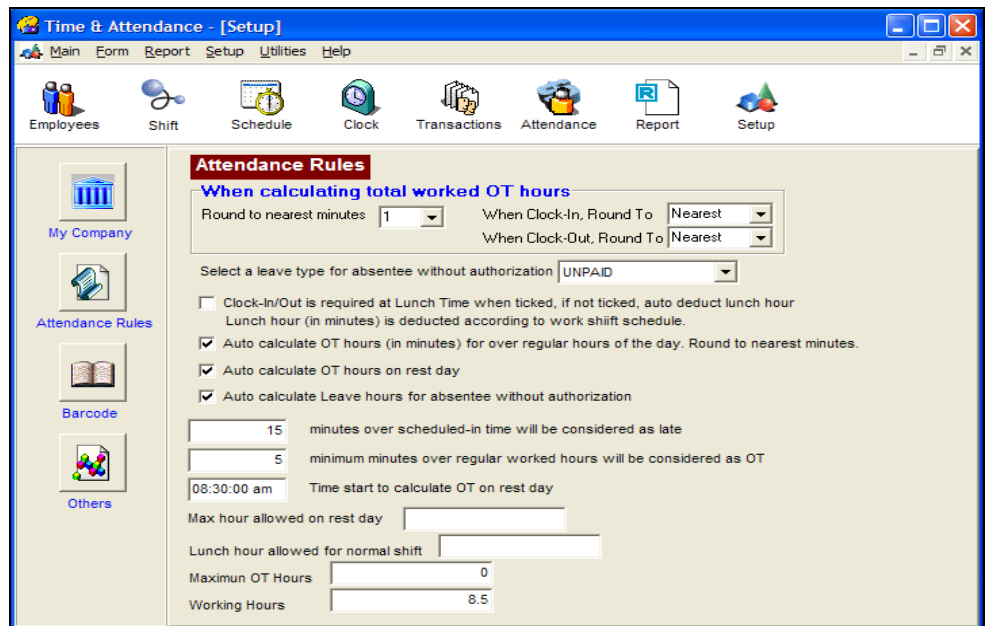 Time & Attendance - [Setup]
Main Form Report Setup Utilities Help
Employees Shift Schedule Clock Transactions Attendance Report Setup
My Company
Attendance Rules
Barcode
Others
Attendance Rules
When calculating total worked OT hours
Round to nearest minutes 1 When Clock-In, Round To Nearest
When Clock-Out, Round To Nearest
Select a leave type for absentee without authorization UNPAID
Clock-In/Out is required at Lunch Time when ticked, if not ticked, auto deduct lunch hour
Lunch hour (in minutes) is deducted according to work shiift schedule.
Auto calculate OT hours (in minutes) for over regular hours of the day. Round to nearest minutes.
Auto calculate OT hours on rest day
Auto calculate Leave hours for absentee without authorization
15 minutes over scheduled-in time will be considered as late
5 minimum minutes over regular worked hours will be considered as OT
08:30:00 am Time start to calculate OT on rest day
Max hour allowed on rest day
Lunch hour allowed for normal shift
Maximun OT Hours 0
Working Hours 8.5